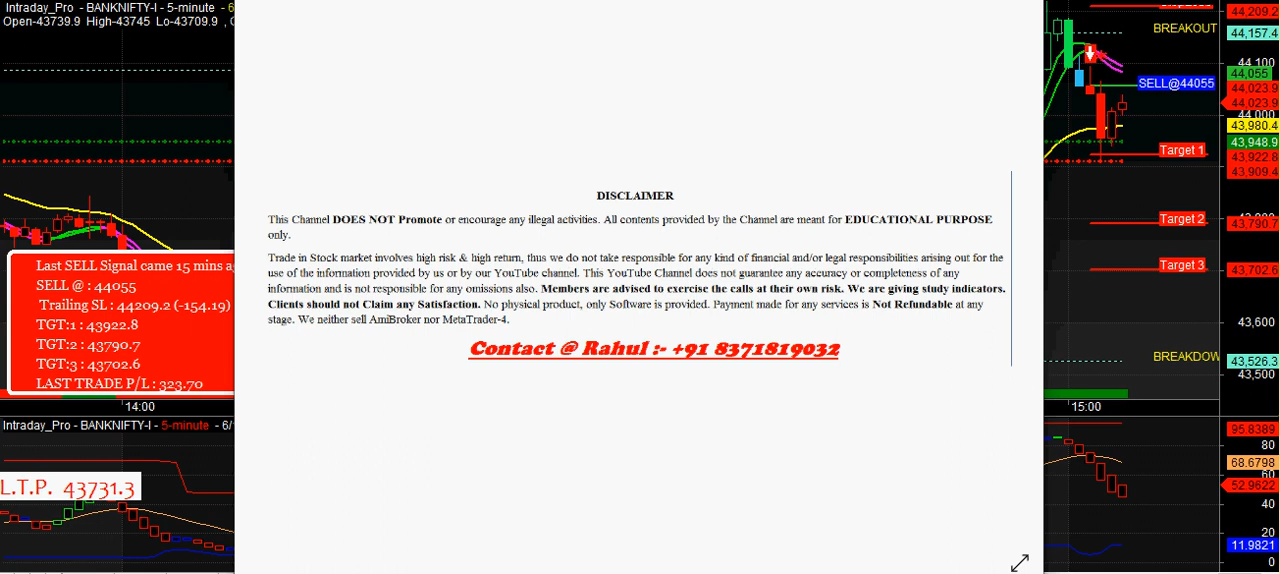 Intraday_Pro - BANKNIFTY-I - 5-minute - 6
Open-43739.9 High-43745 Lo-43709.9 ,
Last SELL Signal came 15 mins
SELL @ : 44055
Trailing SL : 44209.2 (-154.19)
TGT:1 : 43922.8
TGT:2 : 43790.7
TGT:3 : 43702.6
LAST TRADE P/L : 323.70
14:00
Intraday_Pro - BANKNIFTY-I - 5-minute - 6/
L.T.P. 43731.3
DISCLAIMER
This Channel DOES NOT Promote or encourage any illegal activities. All contents provided by the Channel are meant for EDUCATIONAL PURPOSE
only.
Trade in Stock market involves high risk & high return, thus we do not take responsible for any kind of financial and/or legal responsibilities arising out for the
use of the information provided by us or by our YouTube channel. This YouTube Channel does not guarantee any accuracy or completeness of any
information and is not responsible for any omissions also. Members are advised to exercise the calls at their own risk. We are giving study indicators.
Clients should not Claim any Satisfaction. No physical product, only Software is provided. Payment made for any services is Not Refundable at any
stage. We neither sell AmiBroker nor MetaTrader-4.
Contact @ Rahul :- +91 8371819032
44,209.2
BREAKOUT
44,157.4
44,100
44,055
SELL@44055
44,023.9
44,023.9
44,000
43,980.4
43,948.9
Target 1
43,922.8
43,909.4
Target 2
43,790.7
Target 3
43,702.6
43,600
BREAKDOW
43,526.3
43,500
15:00
95.8389
80
68.6798
60
52.9622
40
20
11.9821
0